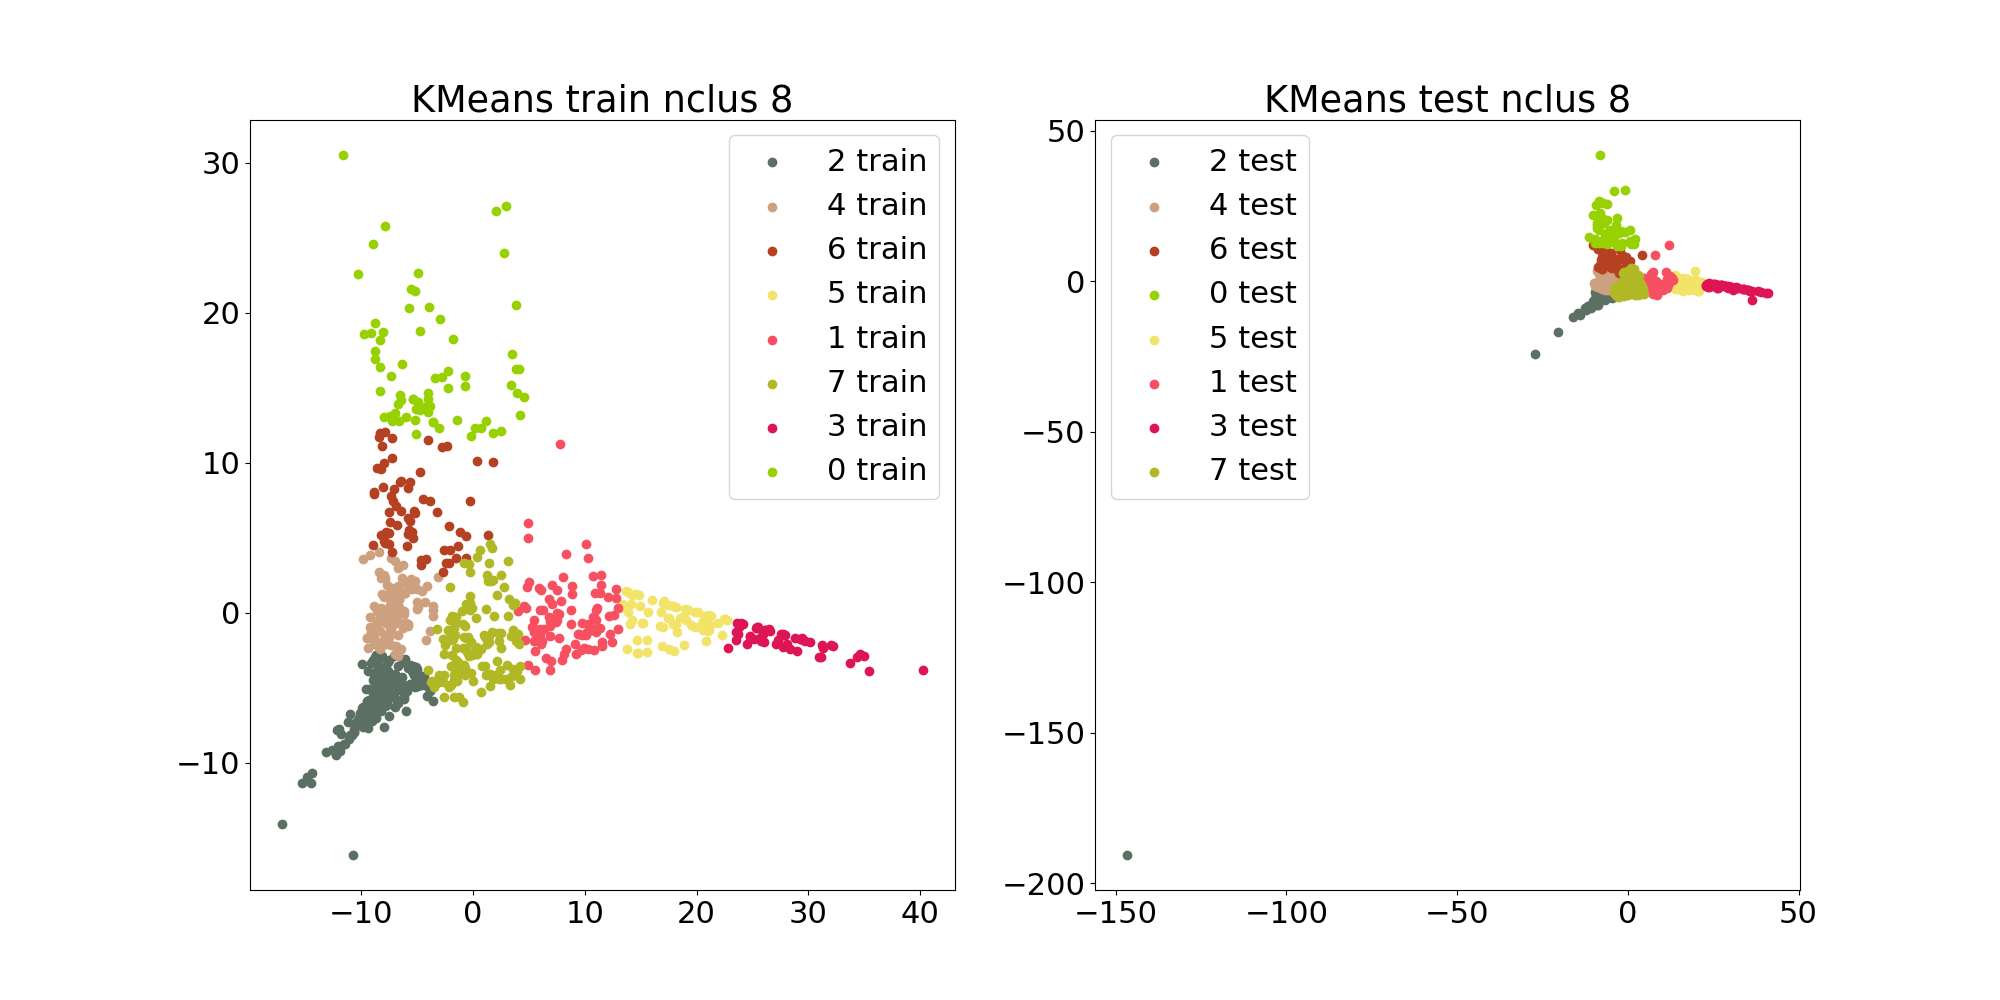 KMeans train nclus 8
30
20
10
0
−10
−10 0 10 20 30 40
2 train
4 train
6 train
5 train
1 train
7 train
3 train
0 train
KMeans test nclus 8
50
0
−50
−100
−150
−200
−150 −100 −50 0 50
2 test
4 test
6 test
0 test
5 test
1 test
3 test
7 test